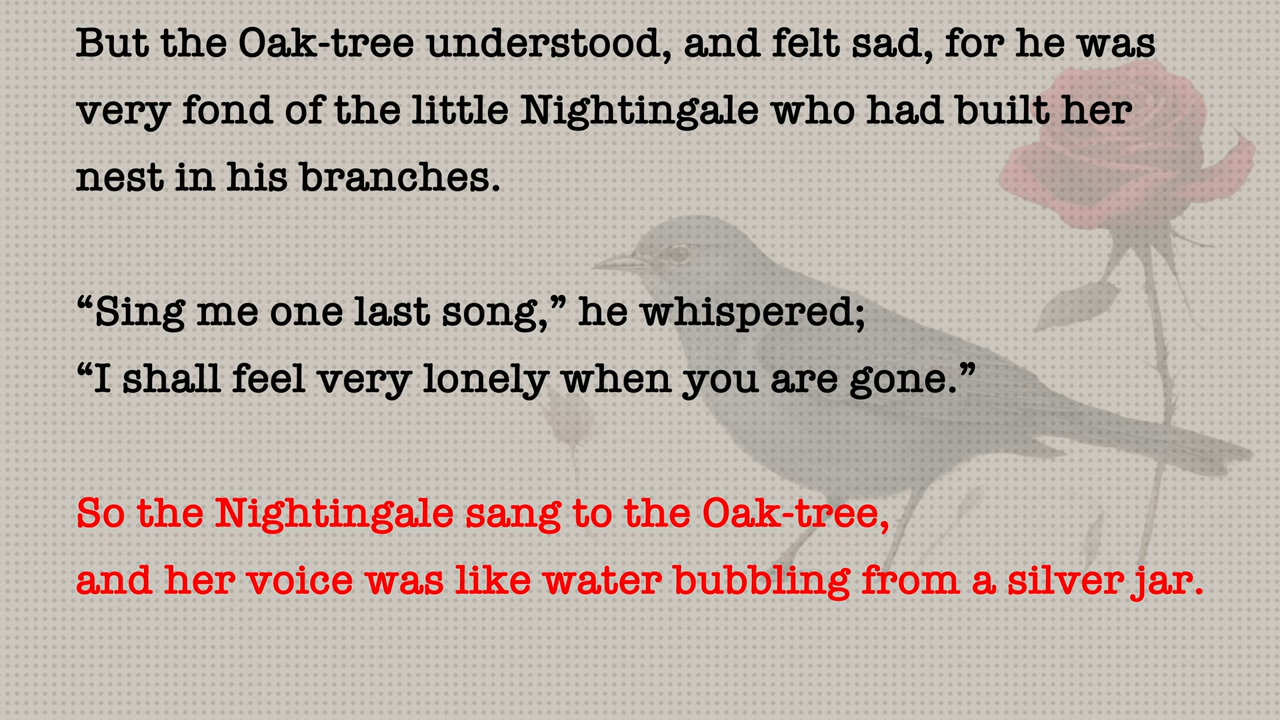 But the Oak-tree understood, and felt sad, for he was
very fond of the little Nightingale who had built her
nest in his branches.
“Sing me one last song,” he whispered;
“I shall feel very lonely when you are gone.”
So the Nightingale sang to the Oak-tree,
and her voice was like water bubbling from a silver jar.